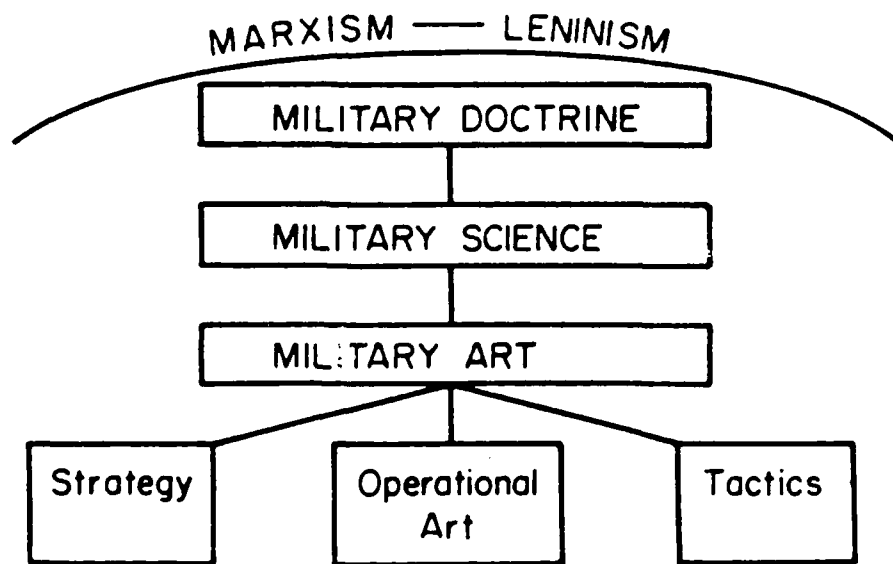 MARXISM — LENINISM
MILITARY DOCTRINE
MILITARY SCIENCE
MILITARY ART
Strategy
Operational
Art
Tactics